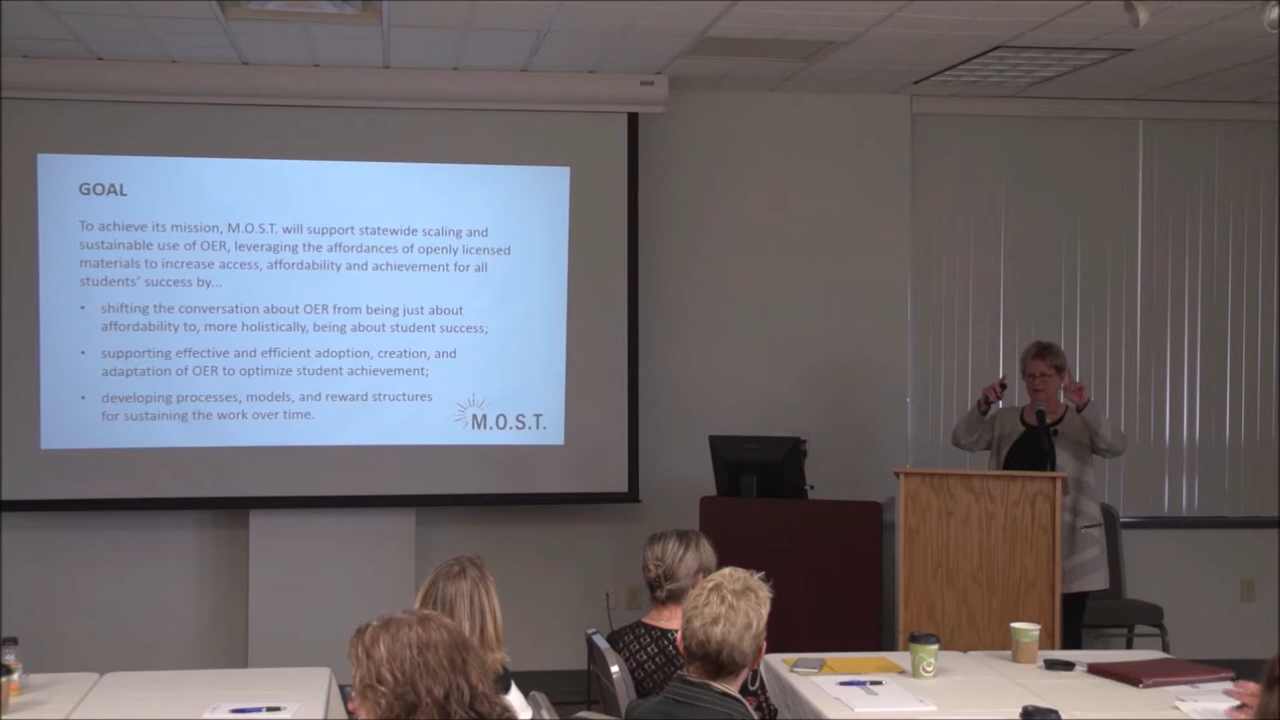 GOAL
To achieve its mission, M.O.S.T. will support statewide scaling and
sustainable use of OER, leveraging the affordances of openly licensed
materials to increase access, affordability and achievement for all
students' success by...
• shifting the conversation about OER from being just about
affordability to, more holistically, being about student success;
• supporting effective and efficient adoption, creation, and
adaptation of OER to optimize student achievement;
• developing processes, models, and reward structures
for sustaining the work over time.
M.O.S.T.